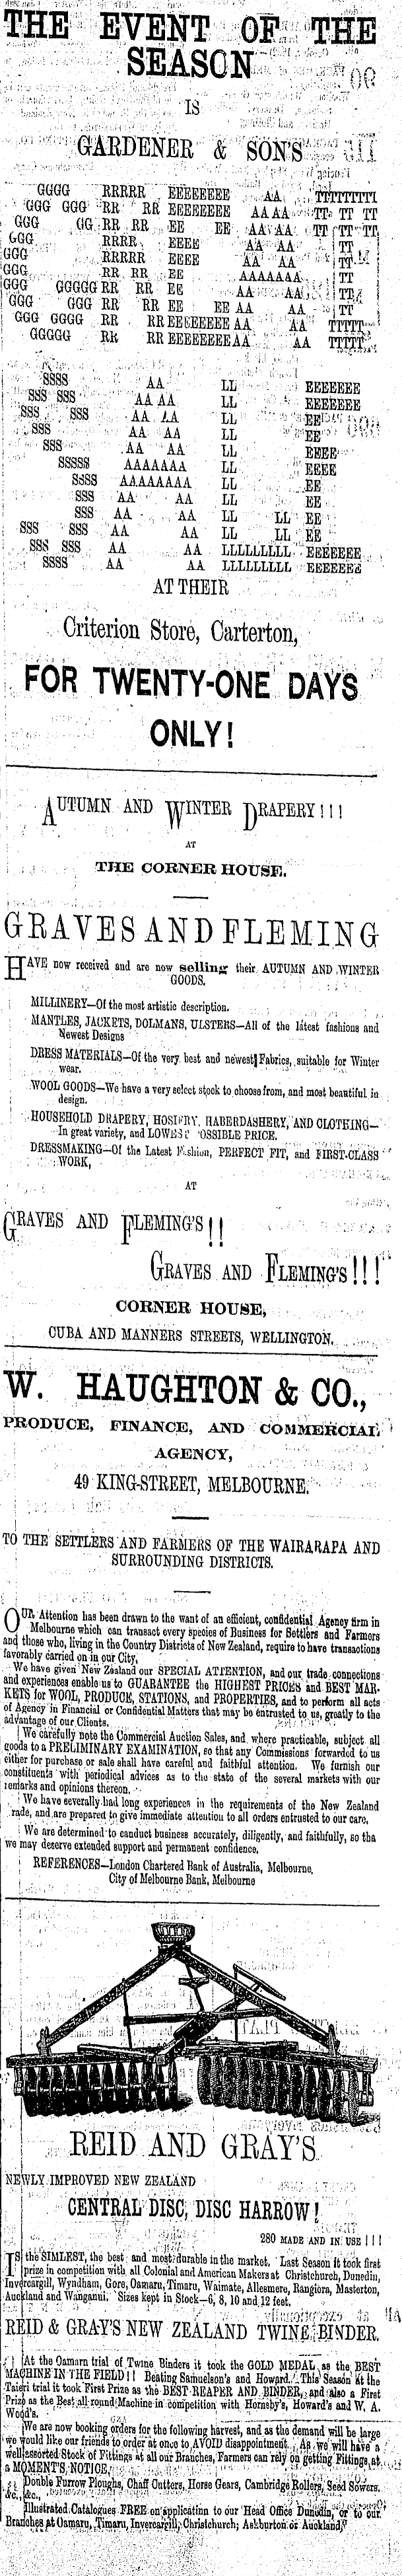 THE EVENT OF THE
SEASON
IS
GARDENER & SON'S
GREAT
SALE
AT THEIR
Criterion Store, Carterton,
FOR TWENTY-ONE DAYS
ONLY!
AUTUMN AND WINTER DRAPERY!!!
AT
THE CORNER HOUSE.
GRAVES AND FLEMING
HAVE now received and are now selling their AUTUMN AND WINTER
GOODS.
MILLINERY—Of the most artistic description.
MANTLES, JACKETS, DOLMANS, ULSTERS—All of the latest fashions and
Newest Designs
DRESS MATERIALS—Of the very best and newest Fabrics, suitable for Winter
wear.
WOOL GOODS—We have a very select stock to choose from, and most beautiful in
design.
HOUSEHOLD DRAPERY, HOSIERY, HABERDASHERY, AND CLOTHING—
In great variety, and LOWEST POSSIBLE PRICE.
DRESSMAKING—Of the Latest Fashion, PERFECT FIT, and FIRST-CLASS
WORK,
AT
GRAVES AND FLEMING'S!!
GRAVES AND FLEMING'S!!!
CORNER HOUSE,
CUBA AND MANNERS STREETS, WELLINGTON.
W. HAUGHTON & CO.,
PRODUCE, FINANCE, AND COMMERCIAL
AGENCY,
49 KING-STREET, MELBOURNE.
TO THE SETTLERS AND FARMERS OF THE WAIRARAPA AND
SURROUNDING DISTRICTS.
OUR Attention has been drawn to the want of an efficient, confidential Agency firm in
Melbourne which can transact every species of Business for Settlers and Farmers
and those who, living in the Country Districts of New Zealand, require to have transactions
favorably carried on in our City.
We have given New Zealand our SPECIAL ATTENTION, and our trade connections
and experiences enable us to GUARANTEE the HIGHEST PRICES and BEST MAR-
KETS for WOOL, PRODUCE, STATIONS, and PROPERTIES, and to perform all acts
of Agency in Financial or Confidential Matters that may be entrusted to us, greatly to the
advantage of our Clients.
We carefully note the Commercial Auction Sales, and where practicable, subject all
goods to a PRELIMINARY EXAMINATION, so that any Commissions forwarded to us
either for purchase or sale shall have careful and faithful attention. We furnish our
constituents with periodical advices as to the state of the several markets with our
remarks and opinions thereon.
We have severally had long experiences in the requirements of the New Zealand
rade, and are prepared to give immediate attention to all orders entrusted to our care.
We are determined to conduct business accurately, diligently, and faithfully, so tha
we may deserve extended support and permanent confidence.
REFERENCES—London Chartered Bank of Australia, Melbourne.
City of Melbourne Bank, Melbourne
REID AND GRAY'S
NEWLY IMPROVED NEW ZEALAND
CENTRAL DISC, DISC HARROW!
280 MADE AND IN USE!!!
IS the SIMLEST, the best and most durable in the market. Last Season it took first
prize in competition with all Colonial and American Makers at Christchurch, Dunedin,
Invercargill, Wyndham, Gore, Oamaru, Timaru, Waimate, Allesmere, Rangiora, Masterton,
Auckland and Wanganui. Sizes kept in Stock—6, 8, 10 and 12 feet.
REID & GRAY'S NEW ZEALAND TWINE BINDER.
At the Oamarn trial of Twine Binders it took the GOLD MEDAL as the BEST
MACHINE IN THE FIELD!! Beating Samuelson's and Howard. This Season at the
Taieri trial it took First Prize as the BEST REAPER AND BINDER, and also a First
Prize as the Best all round Machine in competition with Hornsby's, Howard's and W. A.
Wood's.
We are now booking orders for the following harvest, and as the demand will be large
we would like our friends to order at once to AVOID disappointment. As we will have a
well-assorted Stock of Fittings at all our Branches, Farmers can rely on getting Fittings at
a MOMENT'S NOTICE.
Double Furrow Ploughs, Chaff Cutters, Horse Gears, Cambridge Rollers, Seed Sowers.
&c., &c.,
Illustrated Catalogues FREE on application to our Head Office Dunedin, or to our
Branches at Oamaru, Timaru, Invercargill, Christchurch; Ashburton or Auckland,